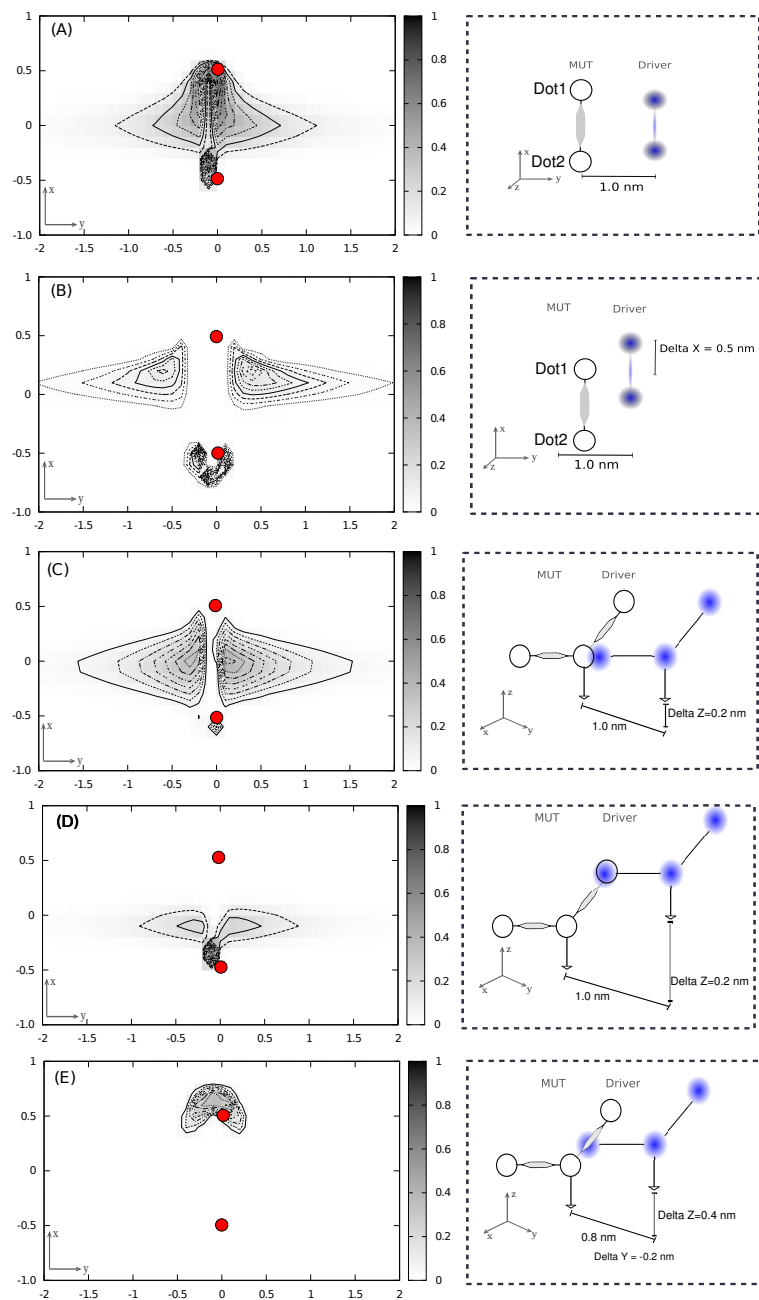 (A)
1
0.5
0
-0.5
-1.0
-2 -1.5 -1 -0.5 0 0.5 1 1.5 2
x
y
1
0.8
0.6
0.4
0.2
0
MUT Driver
Dot1
Dot2
x
y
z
1.0 nm
(B)
1
0.5
0
-0.5
-1.0
-2 -1.5 -1 -0.5 0 0.5 1 1.5 2
x
y
1
0.8
0.6
0.4
0.2
0
MUT Driver
Delta X = 0.5 nm
Dot1
Dot2
x
y
z
1.0 nm
(C)
1
0.5
0
-0.5
-1.0
-2 -1.5 -1 -0.5 0 0.5 1 1.5 2
x
y
1
0.8
0.6
0.4
0.2
0
MUT Driver
z
x
y
1.0 nm
Delta Z=0.2 nm
(D)
1
0.5
0
-0.5
-1.0
-2 -1.5 -1 -0.5 0 0.5 1 1.5 2
x
y
1
0.8
0.6
0.4
0.2
0
MUT Driver
z
x
y
1.0 nm
Delta Z=0.2 nm
(E)
1
0.5
0
-0.5
-1
-2 -1.5 -1 -0.5 0 0.5 1 1.5 2
x
y
1
0.8
0.6
0.4
0.2
0
MUT Driver
z
x
y
0.8 nm
Delta Z=0.4 nm
Delta Y = -0.2 nm